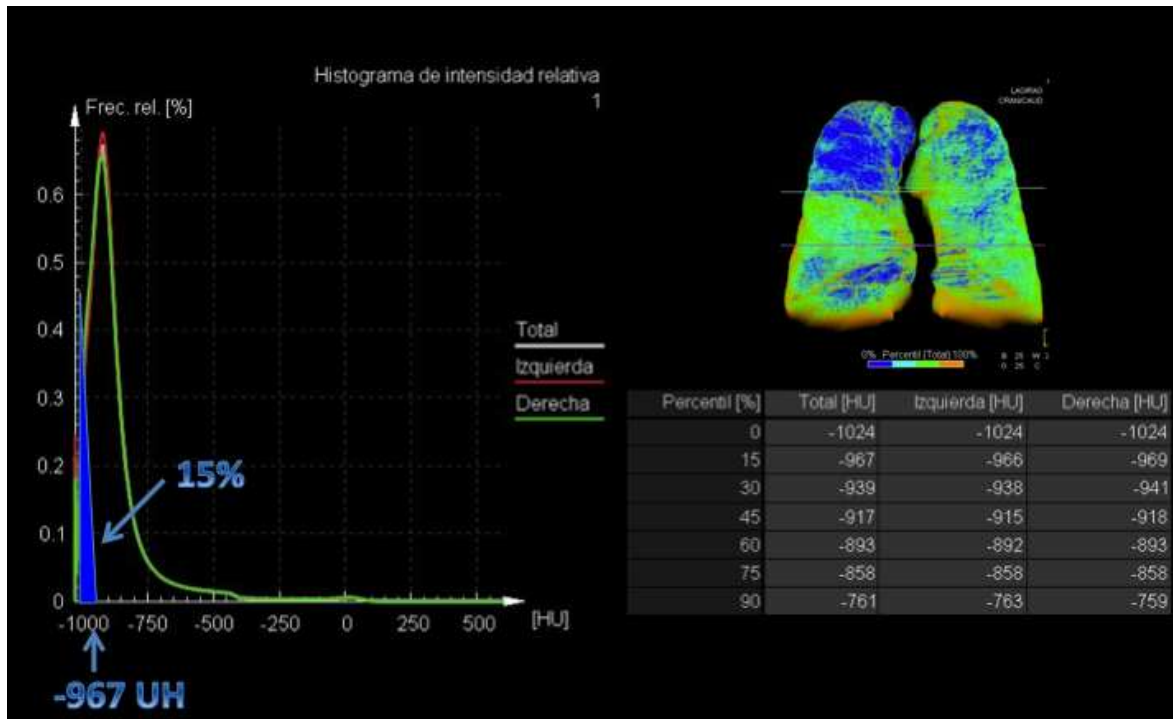 Histograma de intensidad relativa
1
Frec. rel. [%]
0.6
0.5
0.4
0.3
0.2
0.1
0
-1000 -750 -500 -250 0 250 500 [HU]
15%
-967 UH
Total
Izquierda
Derecha
0% Percentil (Total) 100%
Percentil [%] Total [HU] Izquierda [HU] Derecha [HU]
0 -1024 -1024 -1024
15 -967 -966 -969
30 -939 -938 -941
45 -917 -915 -918
60 -893 -892 -893
75 -858 -858 -858
90 -761 -763 -759